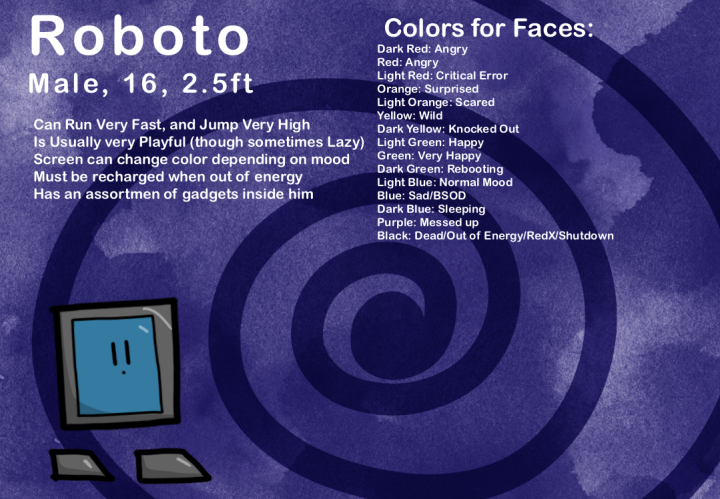 Roboto
Male, 16, 2.5ft
Can Run Very Fast, and Jump Very High
Is Usually very Playful (though sometimes Lazy)
Screen can change color depending on mood
Must be recharged when out of energy
Has an assortmen of gadgets inside him
Colors for Faces:
Dark Red: Angry
Red: Angry
Light Red: Critical Error
Orange: Surprised
Light Orange: Scared
Yellow: Wild
Dark Yellow: Knocked Out
Light Green: Happy
Green: Very Happy
Dark Green: Rebooting
Light Blue: Normal Mood
Blue: Sad/BSOD
Dark Blue: Sleeping
Purple: Messed up
Black: Dead/Out of Energy/RedX/Shutdown